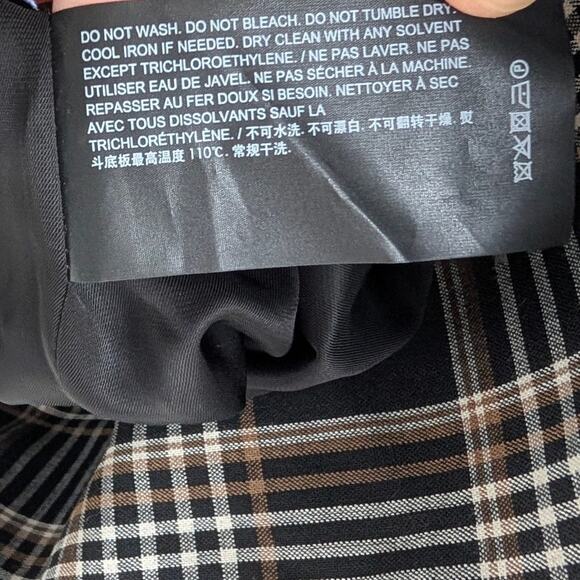 DO NOT WASH. DO NOT BLEACH. DO NOT TUMBLE DRY.
COOL IRON IF NEEDED. DRY CLEAN WITH ANY SOLVENT
EXCEPT TRICHLOROETHYLENE. / NE PAS LAVER. NE PAS
UTILISER EAU DE JAVEL. NE PAS SÉCHER À LA MACHINE.
REPASSER AU FER DOUX SI BESOIN. NETTOYER À SEC
AVEC TOUS DISSOLVANTS SAUF LA
TRICHLORÉTHYLÈNE. / 不可水洗. 不可漂白. 不可翻转干燥. 熨
斗底板最高温度 110℃. 常规干洗.